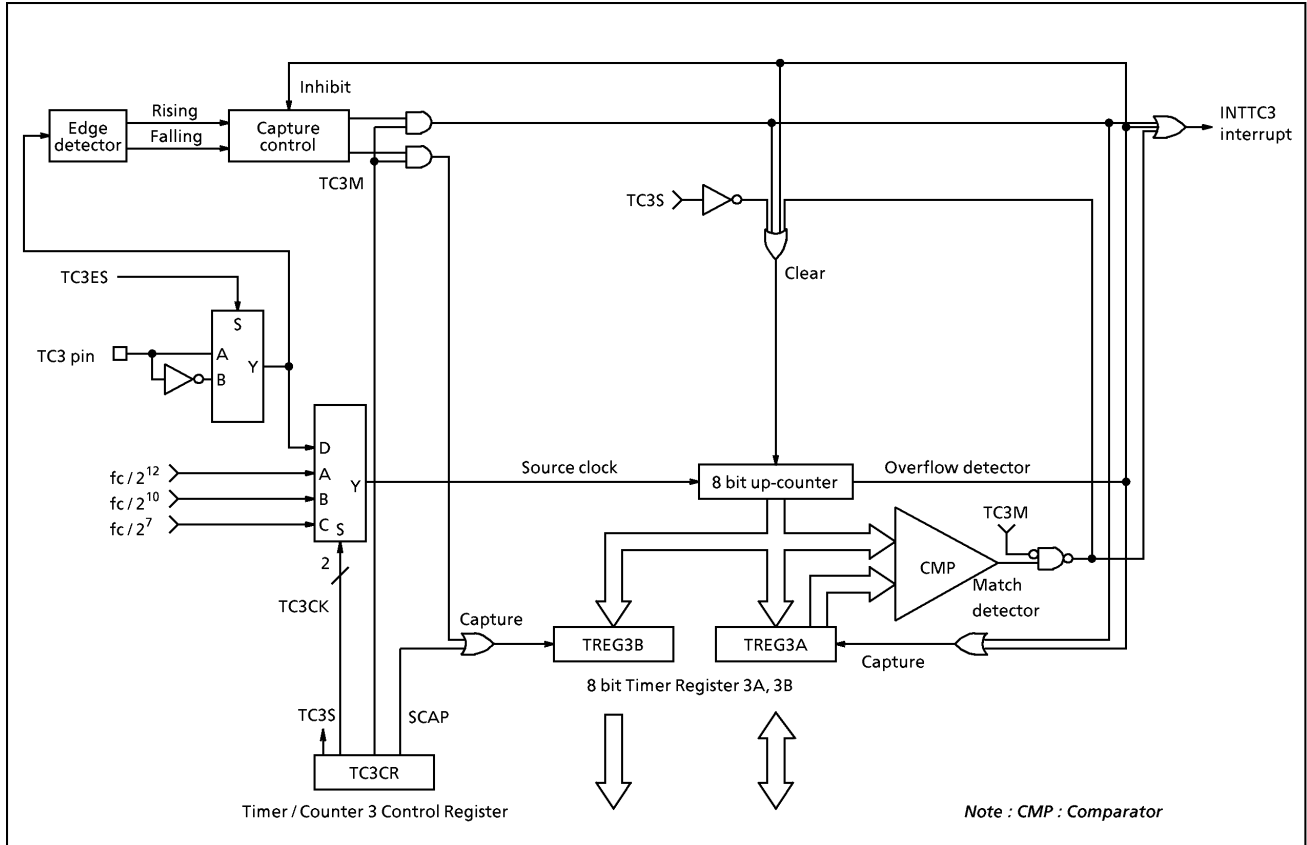 Inhibit
Rising
Falling
Edge
detector
Capture
control
INTTC3
interrupt
TC3M
TC3S
Clear
TC3ES
S
TC3 pin
A
Y
B
D
fc / 2¹²
A
Source clock
8 bit up-counter
Overflow detector
Y
fc / 2¹⁰
B
fc / 2⁷
C
S
TC3M
2
CMP
Match
detector
TC3CK
Capture
TREG3B
TREG3A
Capture
8 bit Timer Register 3A, 3B
TC3S
SCAP
TC3CR
Timer / Counter 3 Control Register
Note : CMP : Comparator